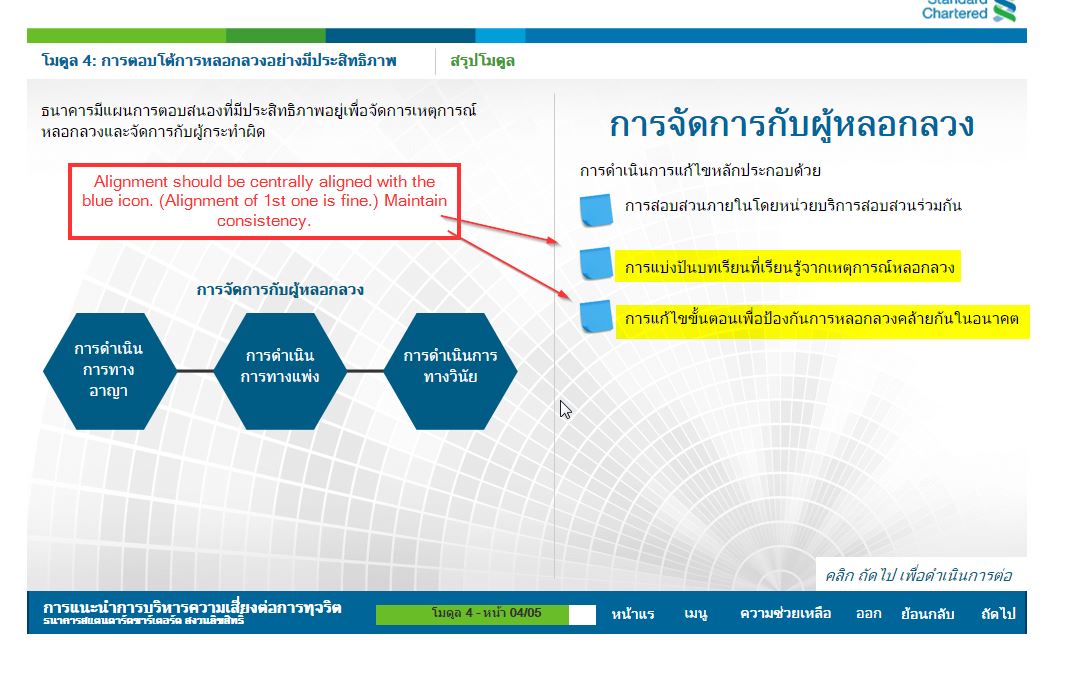 Standard
Chartered
โมดูล 4: การตอบโต้การหลอกลวงอย่างมีประสิทธิภาพ
สรุปโมดูล
ธนาคารมีแผนการตอบสนองที่มีประสิทธิภาพอยู่เพื่อจัดการเหตุการณ์
หลอกลวงและจัดการกับผู้กระทำผิด
Alignment should be centrally aligned with the
blue icon. (Alignment of 1st one is fine.) Maintain
consistency.
การจัดการกับผู้หลอกลวง
การดำเนิน
การทาง
อาญา
การดำเนิน
การทางแพ่ง
การดำเนินการ
ทางวินัย
การจัดการกับผู้หลอกลวง
การดำเนินการแก้ไขหลักประกอบด้วย
การสอบสวนภายในโดยหน่วยบริการสอบสวนร่วมกัน
การแบ่งปันบทเรียนที่เรียนรู้จากเหตุการณ์หลอกลวง
การแก้ไขขั้นตอนเพื่อป้องกันการหลอกลวงคล้ายกันในอนาคต
คลิก ถัดไป เพื่อดำเนินการต่อ
การแนะนำการบริหารความเสี่ยงต่อการทุจริต
ธนาคารสแตนดาร์ดชาร์เตอร์ด สงวนลิขสิทธิ์
โมดูล 4 - หน้า 04/05
หน้าแร
เมนู
ความช่วยเหลือ
ออก
ย้อนกลับ
ถัดไป